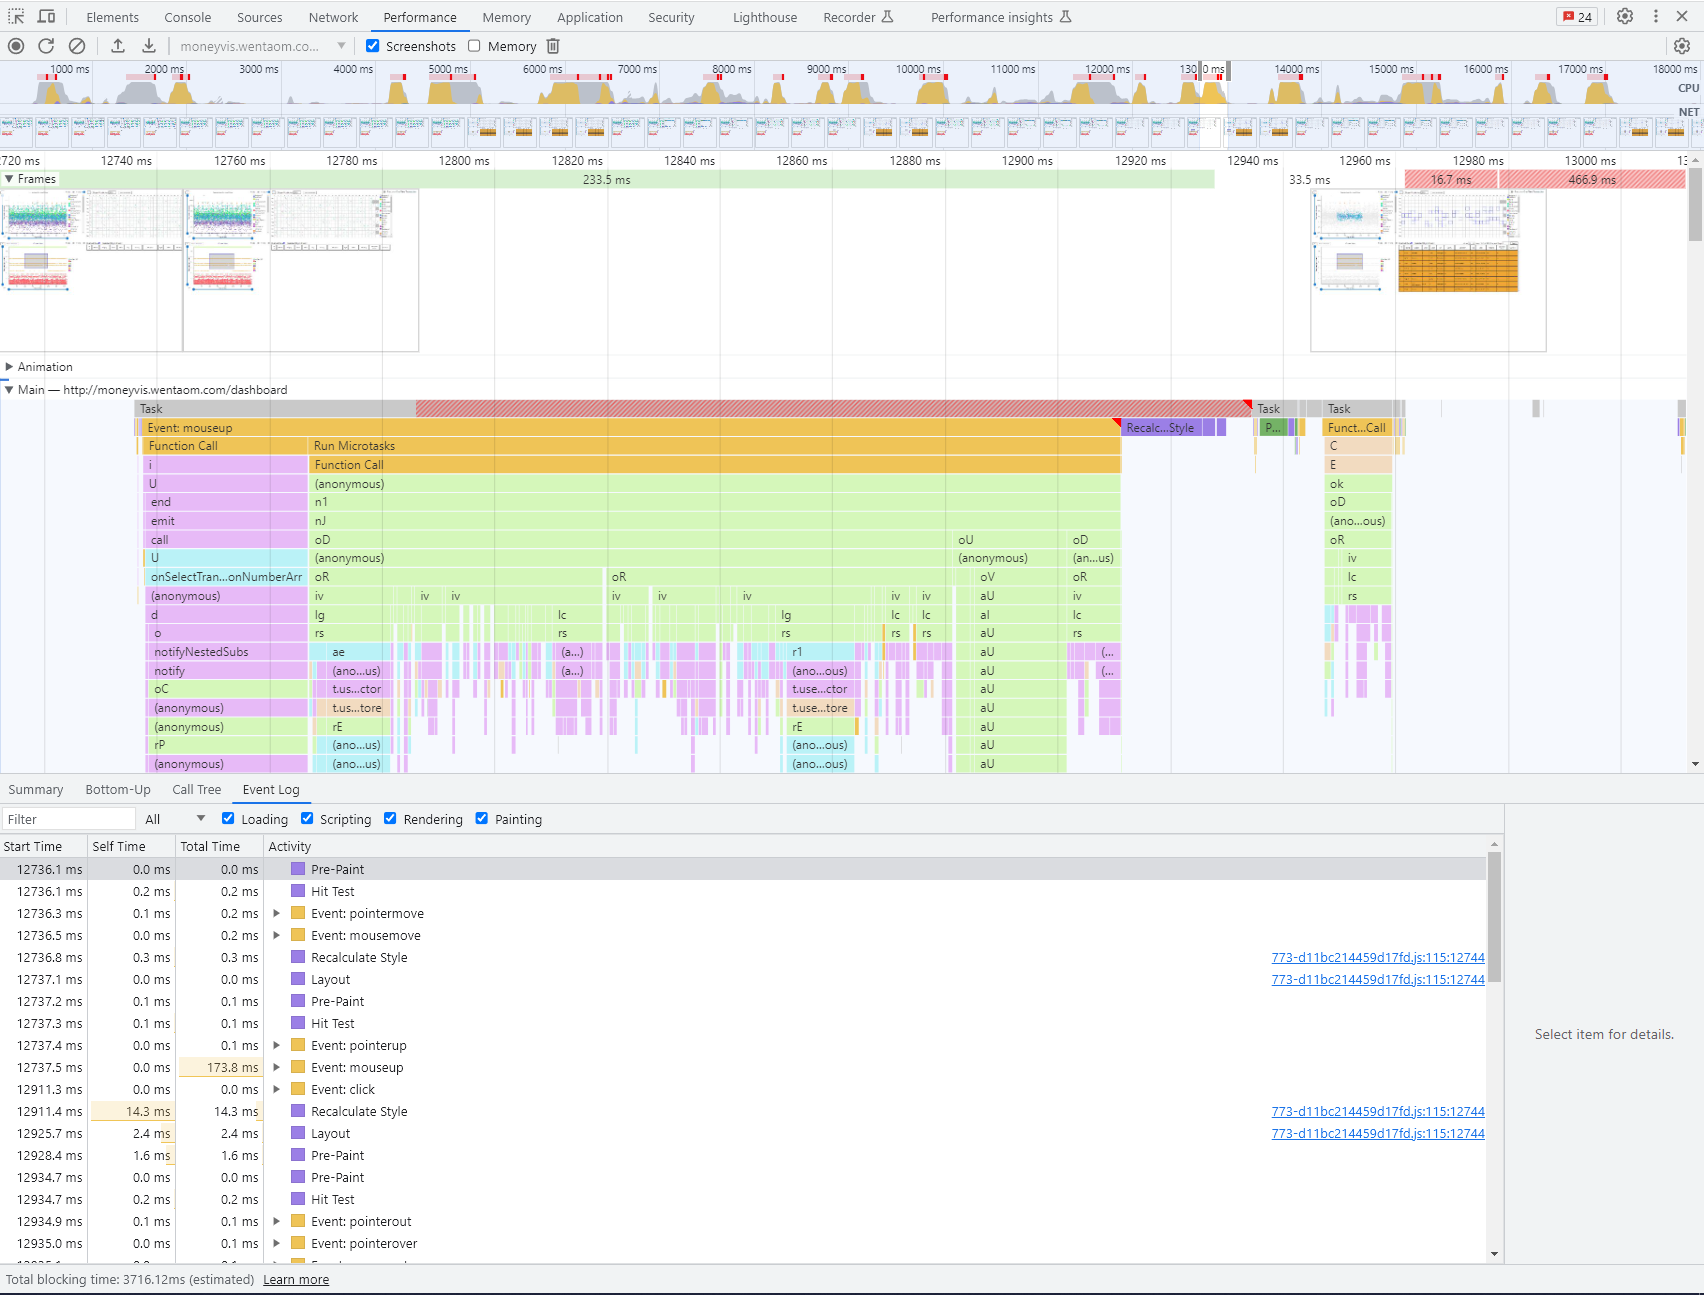 Elements Console Sources Network Performance Memory Application Security Lighthouse Recorder Performance insights 24
moneyvis.wentaom.co... Screenshots Memory
1000 ms 2000 ms 3000 ms 4000 ms 5000 ms 6000 ms 7000 ms 8000 ms 9000 ms 10000 ms 11000 ms 12000 ms 130 0 ms 14000 ms 15000 ms 16000 ms 17000 ms 18000 ms
CPU
NET
720 ms 12740 ms 12760 ms 12780 ms 12800 ms 12820 ms 12840 ms 12860 ms 12880 ms 12900 ms 12920 ms 12940 ms 12960 ms 12980 ms 13000 ms 13
Frames 233.5 ms 33.5 ms 16.7 ms 466.9 ms
Animation
Main — http://moneyvis.wentaom.com/dashboard
Task Task Task
Event: mouseup Recalc...Style P... Funct...Call
Function Call Run Microtasks C
i Function Call E
U (anonymous) ok
end n1 oD
emit nJ (ano...ous)
call oD oU oD oR
U (anonymous) (anonymous) (an...us) iv
onSelectTran...onNumberArr oR oR oV oR lc
(anonymous) iv iv iv iv iv iv iv iv aU iv rs
d lg lc lg lc lc aI lc
o rs rs rs rs rs aU rs
notifyNestedSubs ae (a...) r1 aU (...
notify (ano...us) (a...) (ano...ous) aU (...
oC t.us...ctor t.use...ctor aU
(anonymous) t.us...tore t.use...tore aU
(anonymous) rE rE aU
rP (ano...us) (ano...ous) aU
(anonymous) (ano...us) (ano...ous) aU
Summary Bottom-Up Call Tree Event Log
Filter All Loading Scripting Rendering Painting
Start Time Self Time Total Time Activity
12736.1 ms 0.0 ms 0.0 ms Pre-Paint
12736.1 ms 0.2 ms 0.2 ms Hit Test
12736.3 ms 0.1 ms 0.2 ms Event: pointermove
12736.5 ms 0.0 ms 0.2 ms Event: mousemove
12736.8 ms 0.3 ms 0.3 ms Recalculate Style 773-d11bc214459d17fd.js:115:12744
12737.1 ms 0.0 ms 0.0 ms Layout 773-d11bc214459d17fd.js:115:12744
12737.2 ms 0.1 ms 0.1 ms Pre-Paint
12737.3 ms 0.1 ms 0.1 ms Hit Test
12737.4 ms 0.0 ms 0.1 ms Event: pointerup
12737.5 ms 0.0 ms 173.8 ms Event: mouseup
12911.3 ms 0.0 ms 0.0 ms Event: click
12911.4 ms 14.3 ms 14.3 ms Recalculate Style 773-d11bc214459d17fd.js:115:12744
12925.7 ms 2.4 ms 2.4 ms Layout 773-d11bc214459d17fd.js:115:12744
12928.4 ms 1.6 ms 1.6 ms Pre-Paint
12934.7 ms 0.0 ms 0.0 ms Pre-Paint
12934.7 ms 0.2 ms 0.2 ms Hit Test
12934.9 ms 0.1 ms 0.1 ms Event: pointerout
12935.0 ms 0.0 ms 0.1 ms Event: pointerover
Select item for details.
Total blocking time: 3716.12ms (estimated) Learn more